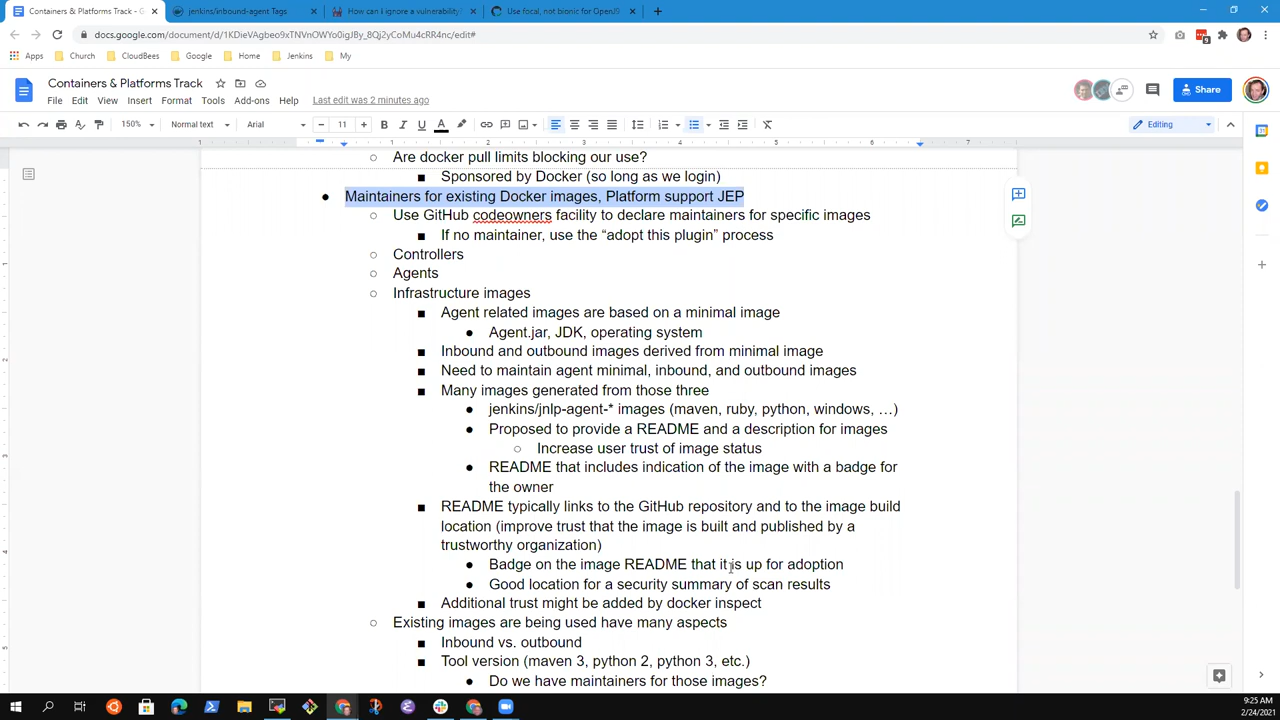 Containers & Platforms Track - G
jenkins/inbound-agent Tags
How can I ignore a vulnerability
Use focal, not bionic for OpenJS
docs.google.com/document/d/1KDieVAgbeo9xTNVnOWYo0igJBy_8Qj2yCoMu4cRR4nc/edit#
Apps
Church
CloudBees
Google
Home
Jenkins
My
Containers & Platforms Track
File Edit View Insert Format Tools Add-ons Help Last edit was 2 minutes ago
Share
150% Normal text Arial 11 Editing
Are docker pull limits blocking our use?
Sponsored by Docker (so long as we login)
Maintainers for existing Docker images, Platform support JEP
Use GitHub codeowners facility to declare maintainers for specific images
If no maintainer, use the “adopt this plugin” process
Controllers
Agents
Infrastructure images
Agent related images are based on a minimal image
Agent.jar, JDK, operating system
Inbound and outbound images derived from minimal image
Need to maintain agent minimal, inbound, and outbound images
Many images generated from those three
jenkins/jnlp-agent-* images (maven, ruby, python, windows, …)
Proposed to provide a README and a description for images
Increase user trust of image status
README that includes indication of the image with a badge for
the owner
README typically links to the GitHub repository and to the image build
location (improve trust that the image is built and published by a
trustworthy organization)
Badge on the image README that it is up for adoption
Good location for a security summary of scan results
Additional trust might be added by docker inspect
Existing images are being used have many aspects
Inbound vs. outbound
Tool version (maven 3, python 2, python 3, etc.)
Do we have maintainers for those images?
9:25 AM
2/24/2021